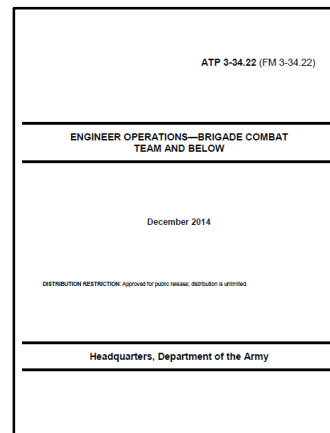 ATP 3-34.22 (FM 3-34.22)
ENGINEER OPERATIONS—BRIGADE COMBAT
TEAM AND BELOW
December 2014
DISTRIBUTION RESTRICTION: Approved for public release; distribution is unlimited.
Headquarters, Department of the Army